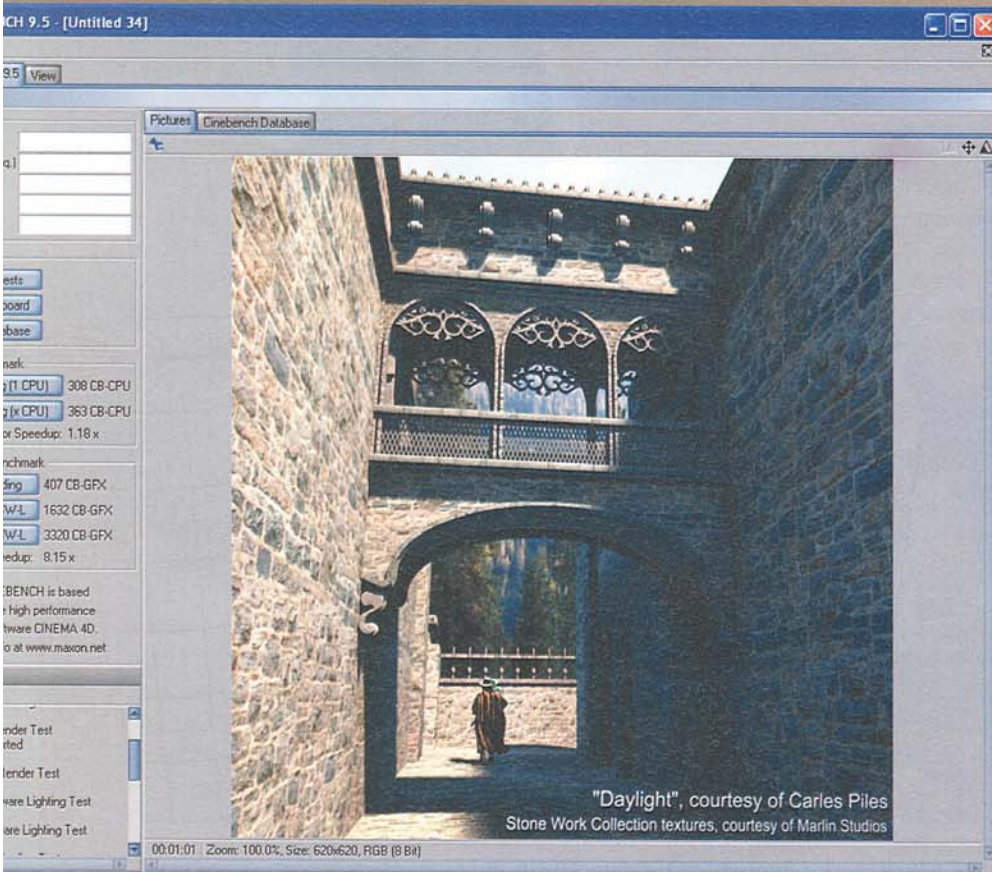 CH 9.5 - [Untitled 34]
9.5 View
Pictures Cinebench Database
q.]
ests
board
abase
mark
g (1 CPU) 308 CB-CPU
g (x CPU) 363 CB-CPU
or Speedup: 1.18 x
nchmark
ding 407 CB-GFX
W-L 1632 CB-GFX
W-L 3320 CB-GFX
eedup: 8.15 x
EBENCH is based
e high performance
tware CINEMA 4D.
o at www.maxon.net
ender Test
rted
lender Test
ware Lighting Test
are Lighting Test
"Daylight", courtesy of Carles Piles
Stone Work Collection textures, courtesy of Marlin Studios
00:01:01 Zoom: 100.0%, Size: 620x620, RGB (8 Bit)